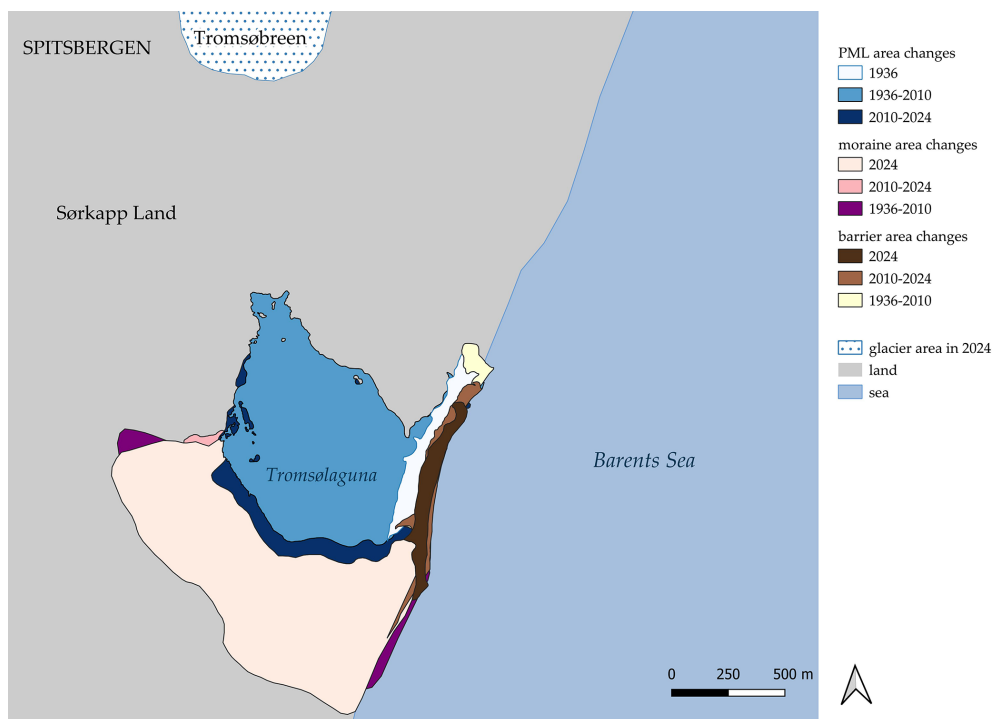 SPITSBERGEN
Tromsøbreen
Sørkapp Land
Tromsølaguna
Barents Sea
0 250 500 m
PML area changes
1936
1936-2010
2010-2024
moraine area changes
2024
2010-2024
1936-2010
barrier area changes
2024
2010-2024
1936-2010
glacier area in 2024
land
sea